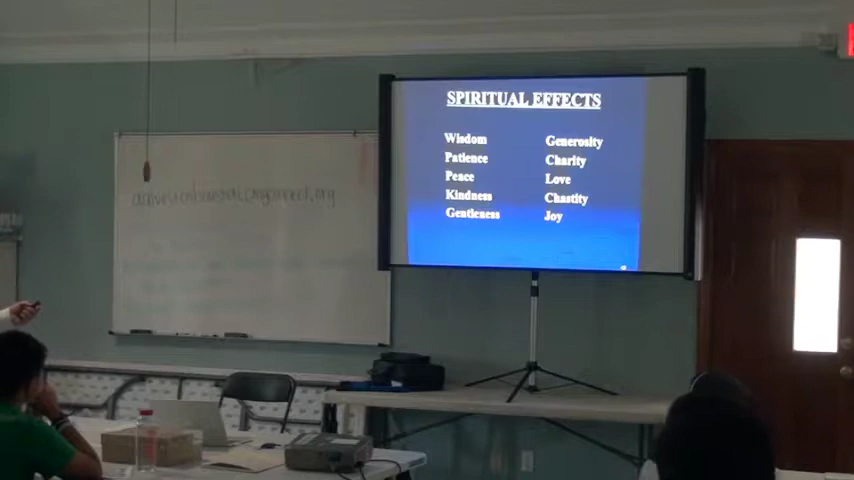 SPIRITUAL EFFECTS
Wisdom
Patience
Peace
Kindness
Gentleness
Generosity
Charity
Love
Chastity
Joy